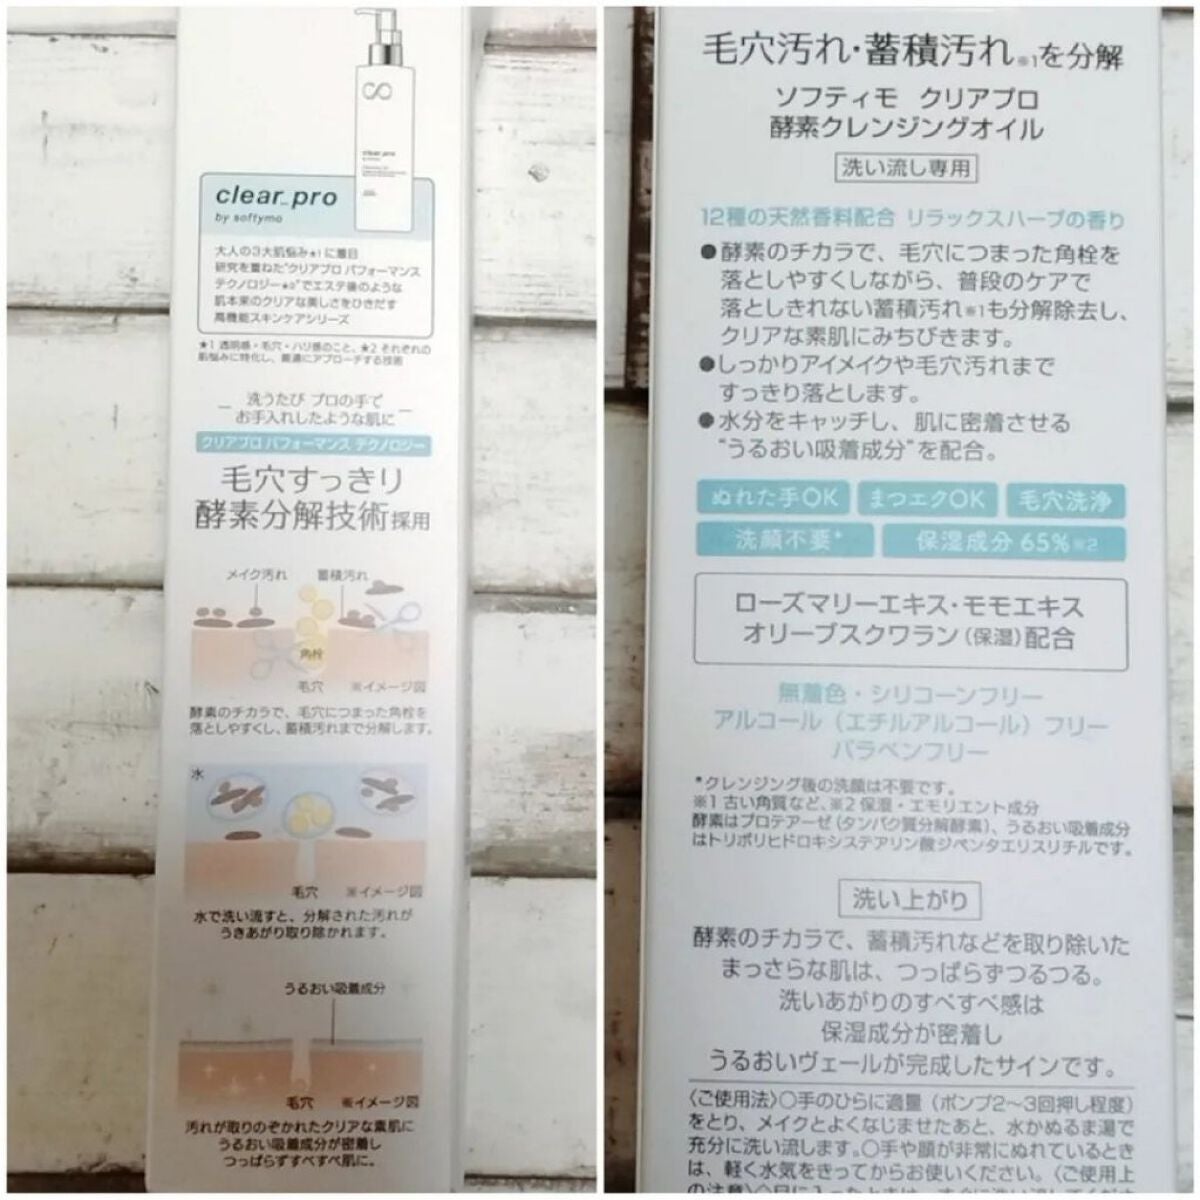 clear pro
by softymo
大人の3大肌悩み★1に着目
研究を重ねた"クリアプロ パフォーマンス
テクノロジー★2"でエステ後のような
肌本来のクリアな美しさをひきだす
高機能スキンケアシリーズ
★1 透明感・毛穴・ハリ感のこと、★2 それぞれの
肌悩みに特化し、最適にアプローチする技術
洗うたび プロの手で
お手入れしたような肌に
クリアプロ パフォーマンス テクノロジー
毛穴すっきり
酵素分解技術採用
メイク汚れ 蓄積汚れ
角栓
毛穴 ※イメージ図
酵素のチカラで、毛穴につまった角栓を
落としやすくし、蓄積汚れまで分解します。
水
毛穴 ※イメージ図
水で洗い流すと、分解された汚れが
うきあがり取り除かれます。
うるおい吸着成分
毛穴 ※イメージ図
汚れが取りのぞかれたクリアな素肌に
うるおい吸着成分が密着し
つっぱらずすべすべ肌に。
毛穴汚れ・蓄積汚れ※1を分解
ソフティモ クリアプロ
酵素クレンジングオイル
洗い流し専用
12種の天然香料配合 リラックスハーブの香り
●酵素のチカラで、毛穴につまった角栓を
落としやすくしながら、普段のケアで
落としきれない蓄積汚れ※1も分解除去し、
クリアな素肌にみちびきます。
●しっかりアイメイクや毛穴汚れまで
すっきり落とします。
●水分をキャッチし、肌に密着させる
"うるおい吸着成分"を配合。
ぬれた手OK まつエクOK 毛穴洗浄
洗顔不要* 保湿成分 65%※2
ローズマリーエキス・モモエキス
オリーブスクワラン(保湿)配合
無着色・シリコーンフリー
アルコール(エチルアルコール)フリー
パラベンフリー
*クレンジング後の洗顔は不要です。
※1 古い角質など、※2 保湿・エモリエント成分
酵素はプロテアーゼ(タンパク質分解酵素)、うるおい吸着成分
はトリポリヒドロキシステアリン酸ジペンタエリスリチルです。
洗い上がり
酵素のチカラで、蓄積汚れなどを取り除いた
まっさらな肌は、つっぱらずつるつる。
洗いあがりのすべすべ感は
保湿成分が密着し
うるおいヴェールが完成したサインです。
〈ご使用法〉○手のひらに適量(ポンプ2～3回押し程度)
をとり、メイクとよくなじませたあと、水かぬるま湯で
充分に洗い流します。○手や顔が非常にぬれているとき
は、軽く水気をきってからお使いください。〈ご使用上